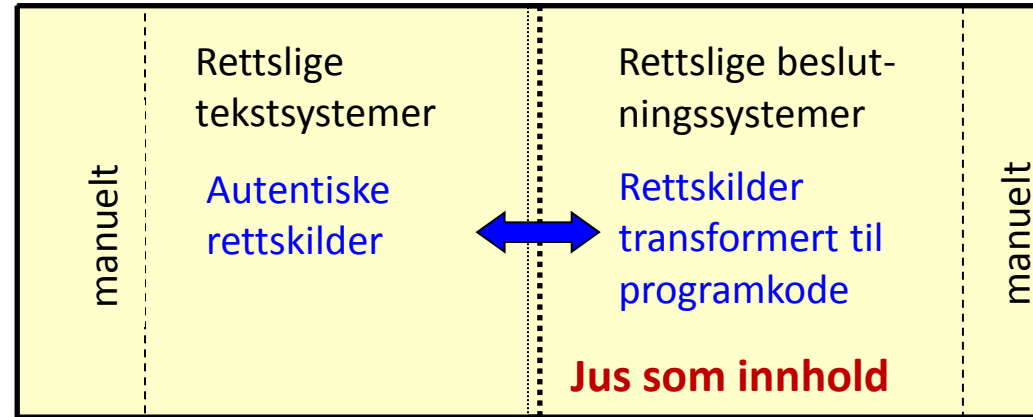 manuelt
Rettslige
tekstsystemer
Autentiske
rettskilder
Rettslige beslut-
ningssystemer
Rettskilder
transformert til
programkode
Jus som innhold
manuelt